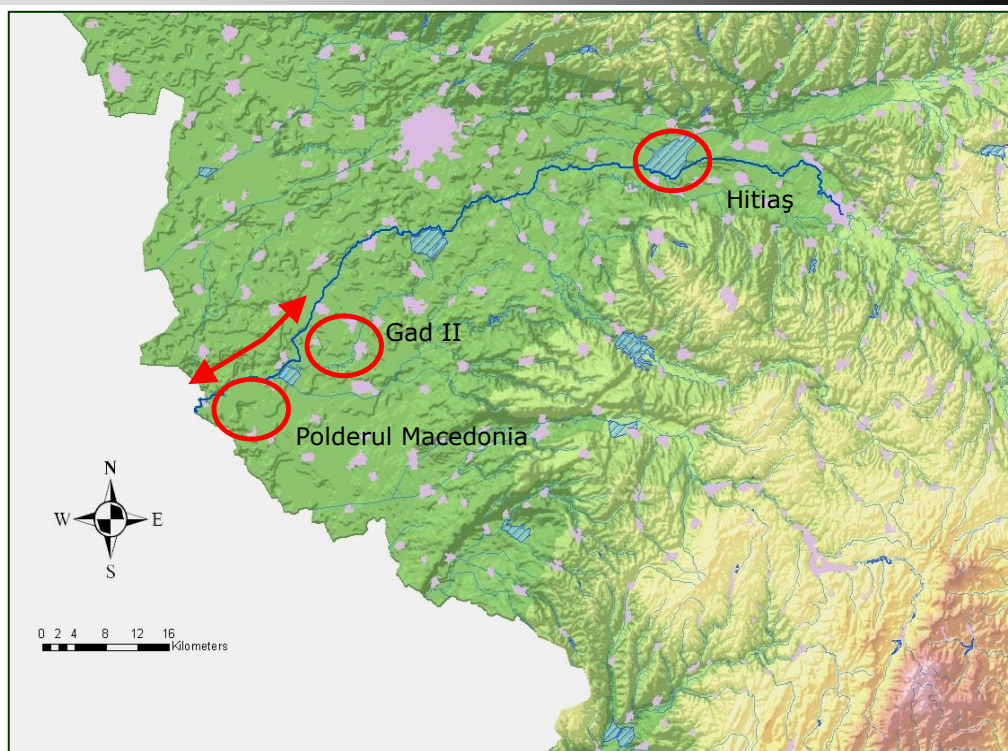 Hitiaş
Gad II
Polderul Macedonia
N
W E
S
0 2 4 8 12 16
Kilometers